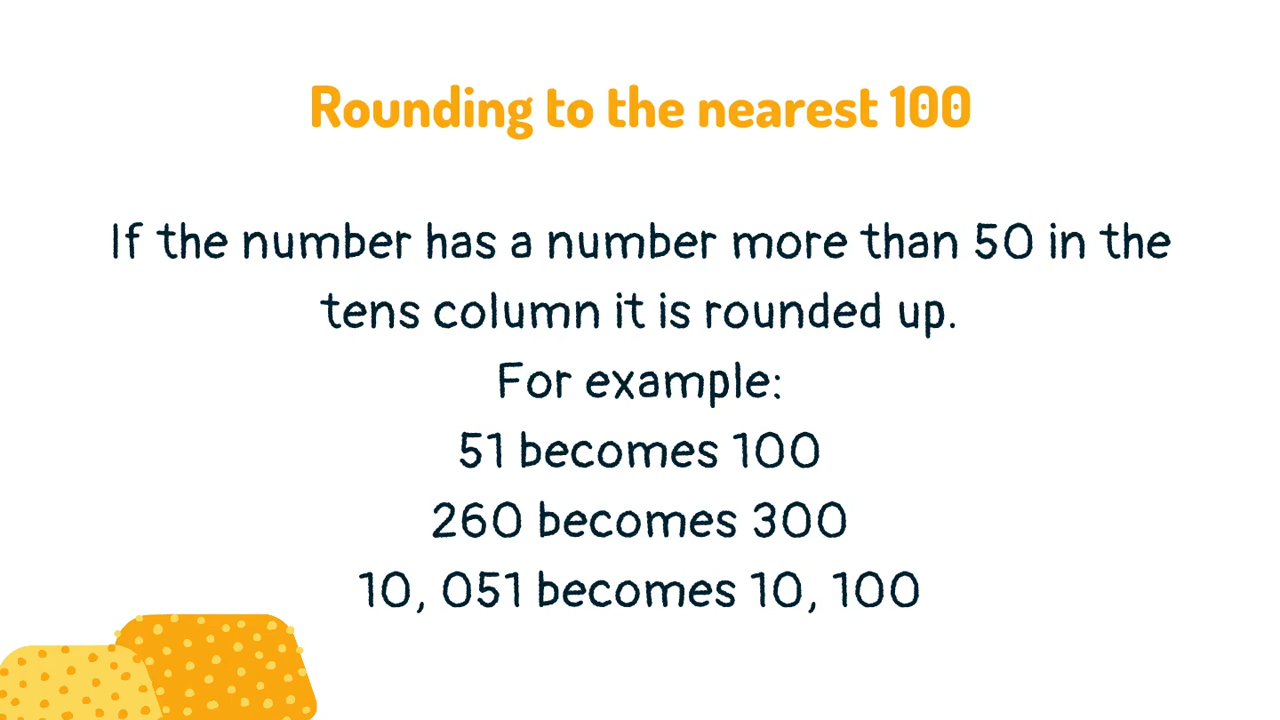 Rounding to the nearest 100
If the number has a number more than 50 in the
tens column it is rounded up.
For example:
51 becomes 100
260 becomes 300
10, 051 becomes 10, 100